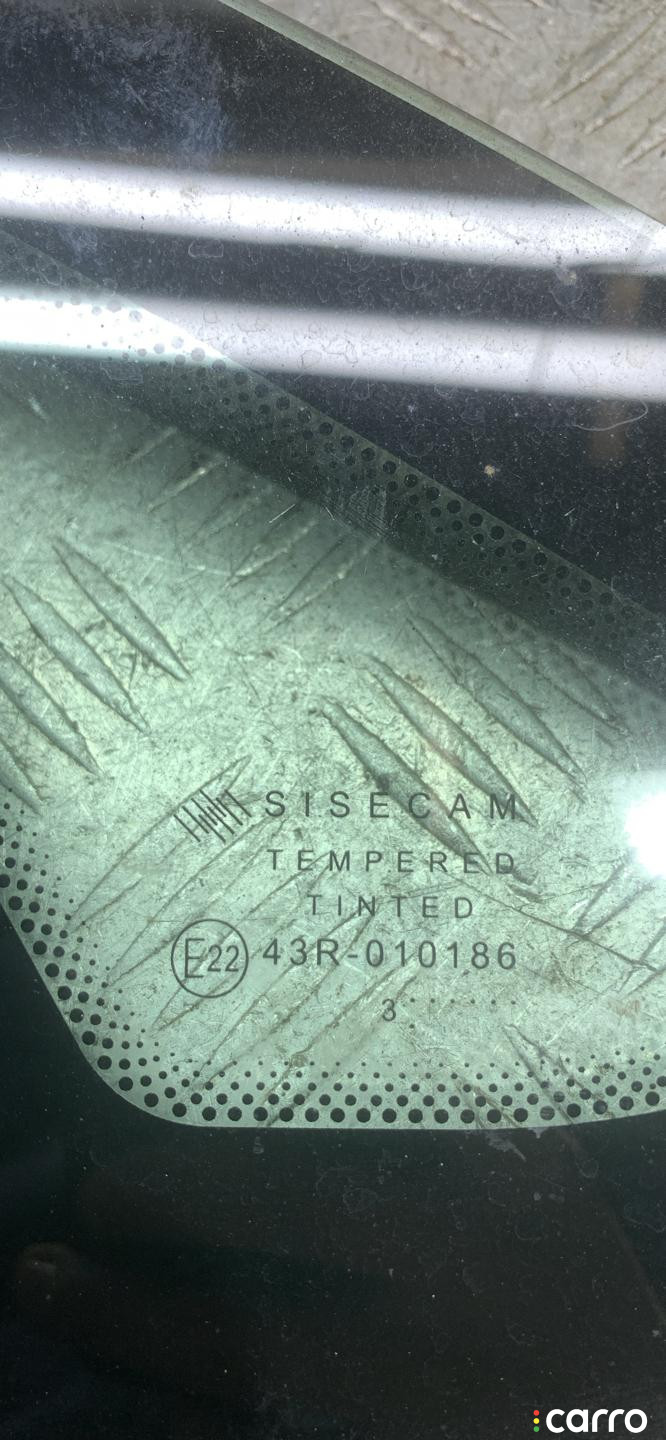 SISECAM
TEMPERED
TINTED
E22 43R-010186
3 . . . . . .
carro